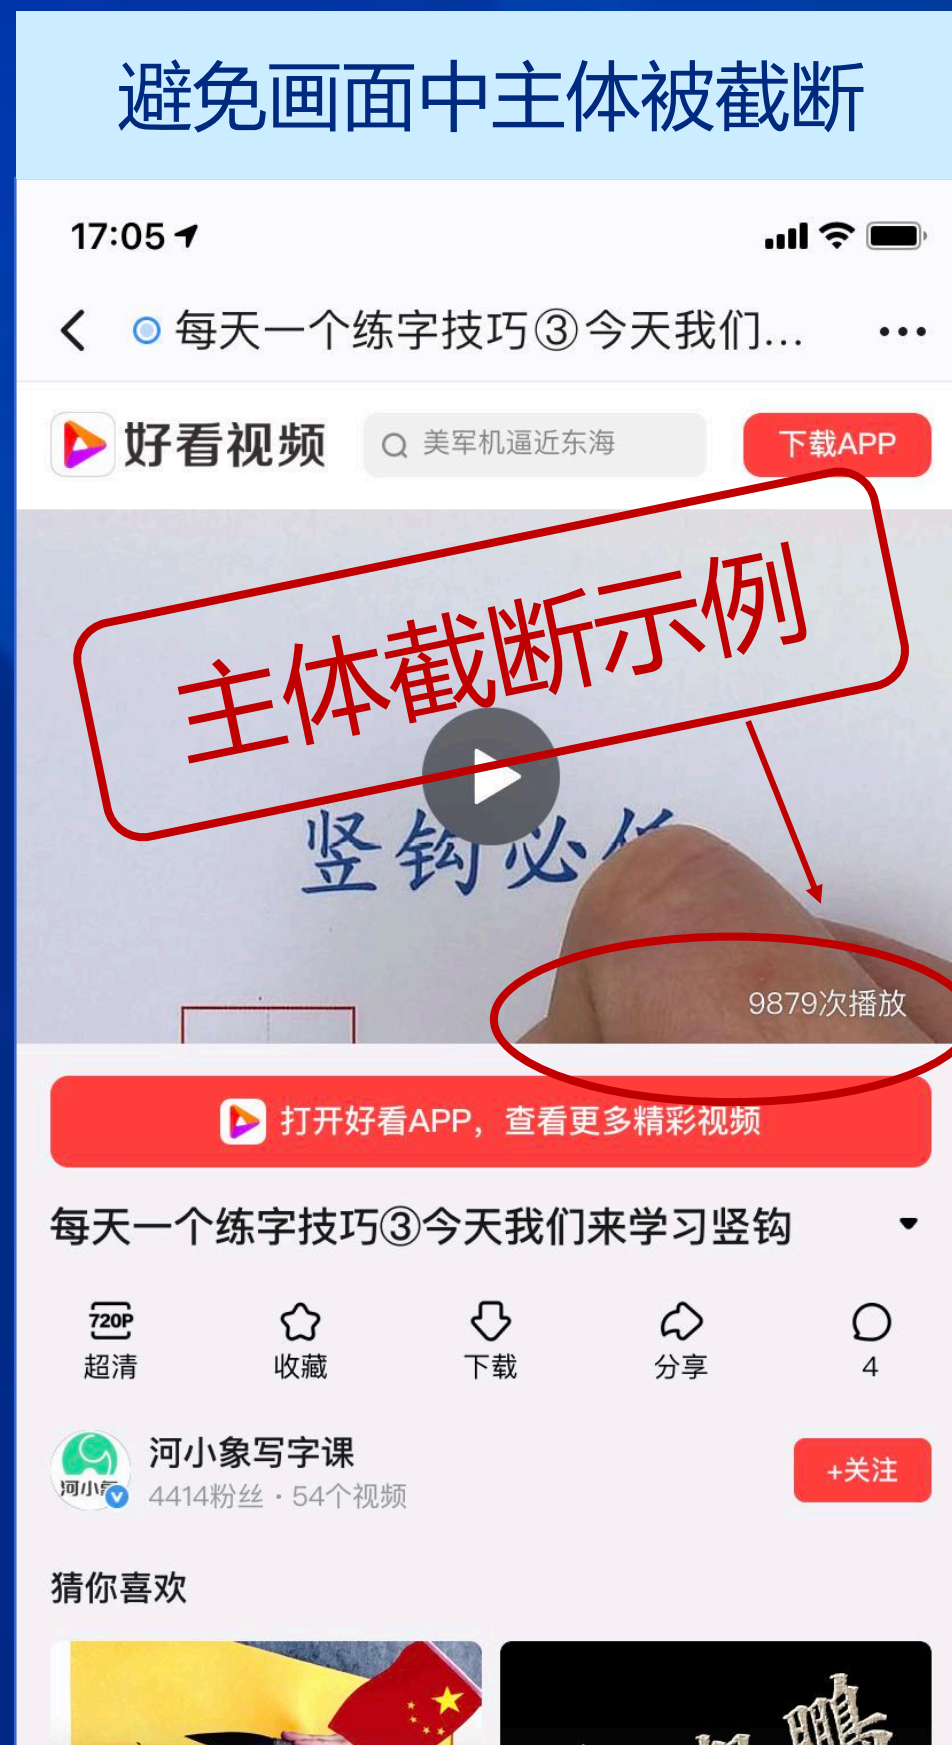 避免画面中主体被截断
17:05
每天一个练字技巧③今天我们...
好看视频
美军机逼近东海
下载APP
主体截断示例
竖钩必
9879次播放
打开好看APP，查看更多精彩视频
每天一个练字技巧③今天我们来学习竖钩
720P
超清
收藏
下载
分享
4
河小象写字课
河小象
4414粉丝·54个视频
+关注
猜你喜欢
鹏